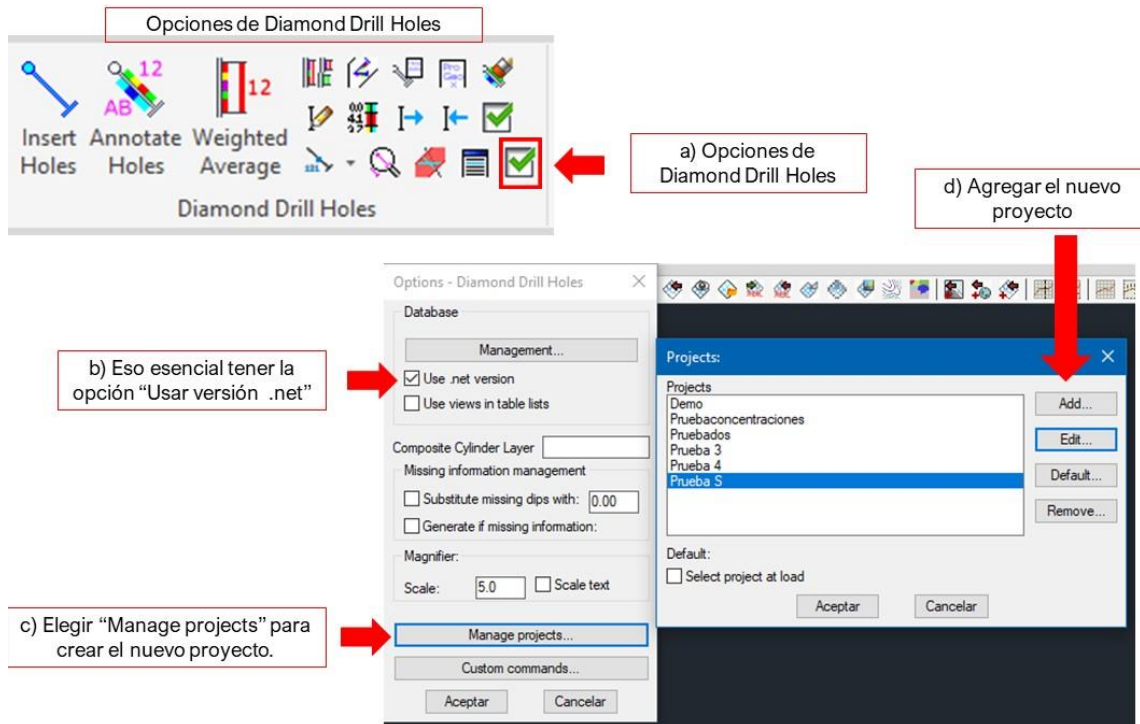 Opciones de Diamond Drill Holes
12
AB
12
Insert
Holes
Annotate
Holes
Weighted
Average
Diamond Drill Holes
a) Opciones de
Diamond Drill Holes
d) Agregar el nuevo
proyecto
b) Eso esencial tener la
opción “Usar versión .net”
c) Elegir “Manage projects” para
crear el nuevo proyecto.
Options - Diamond Drill Holes
Database
Management...
Use .net version
Use views in table lists
Composite Cylinder Layer
Missing information management
Substitute missing dips with: 0.00
Generate if missing information:
Magnifier:
Scale: 5.0 Scale text
Manage projects...
Custom commands...
Aceptar Cancelar
Projects:
Projects
Demo
Pruebaconcentraciones
Pruebados
Prueba 3
Prueba 4
Prueba S
Add...
Edit...
Default...
Remove...
Default:
Select project at load
Aceptar Cancelar